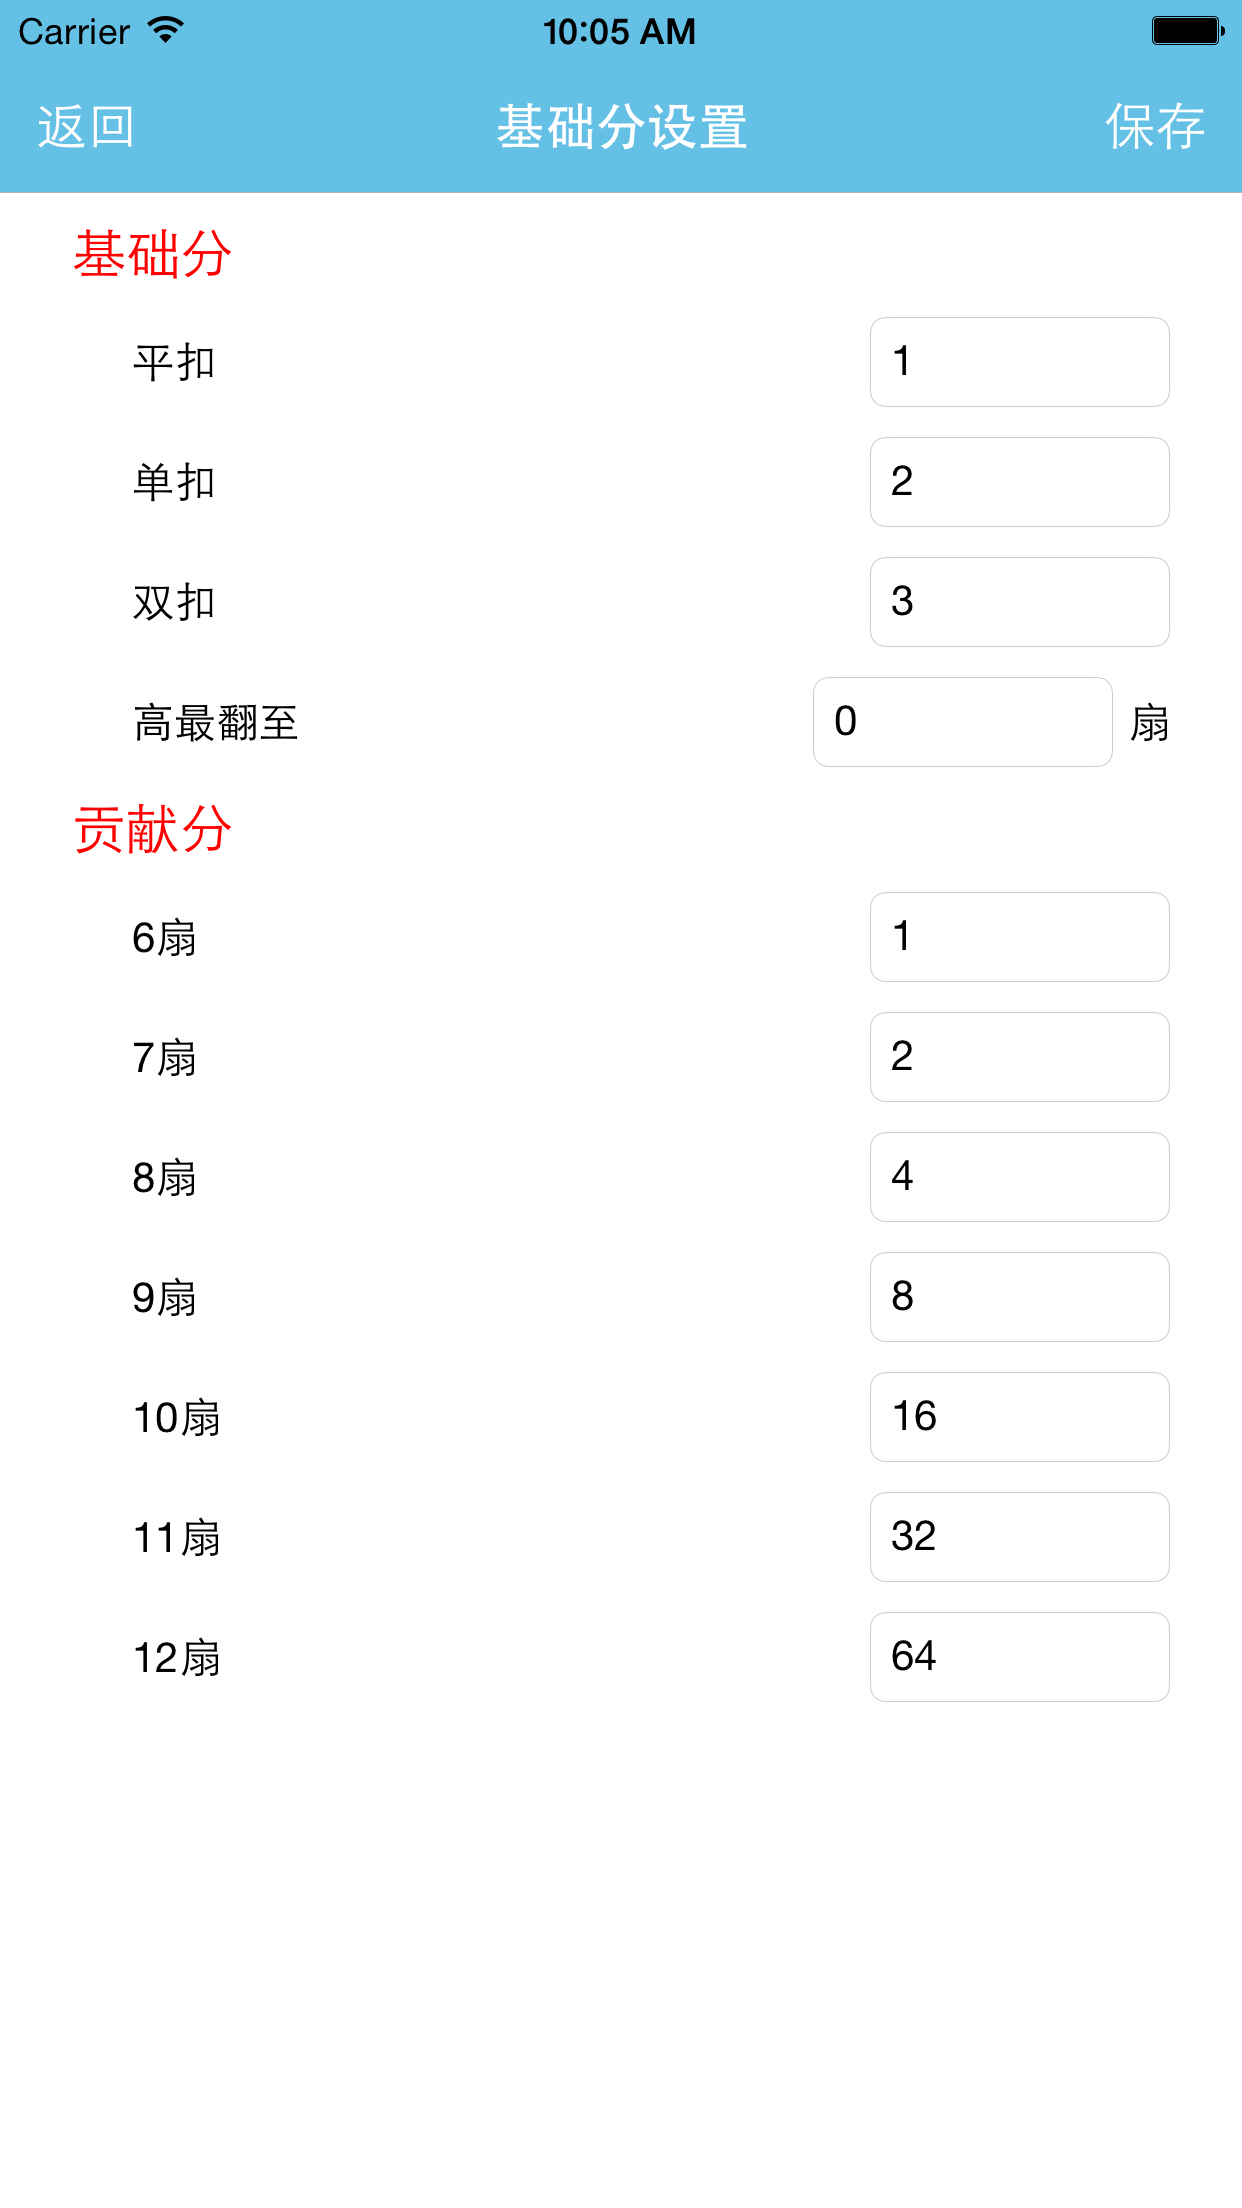 Carrier 10:05 AM
返回 基础分设置 保存
基础分
平扣 1
单扣 2
双扣 3
高最翻至 0 扇
贡献分
6扇 1
7扇 2
8扇 4
9扇 8
10扇 16
11扇 32
12扇 64